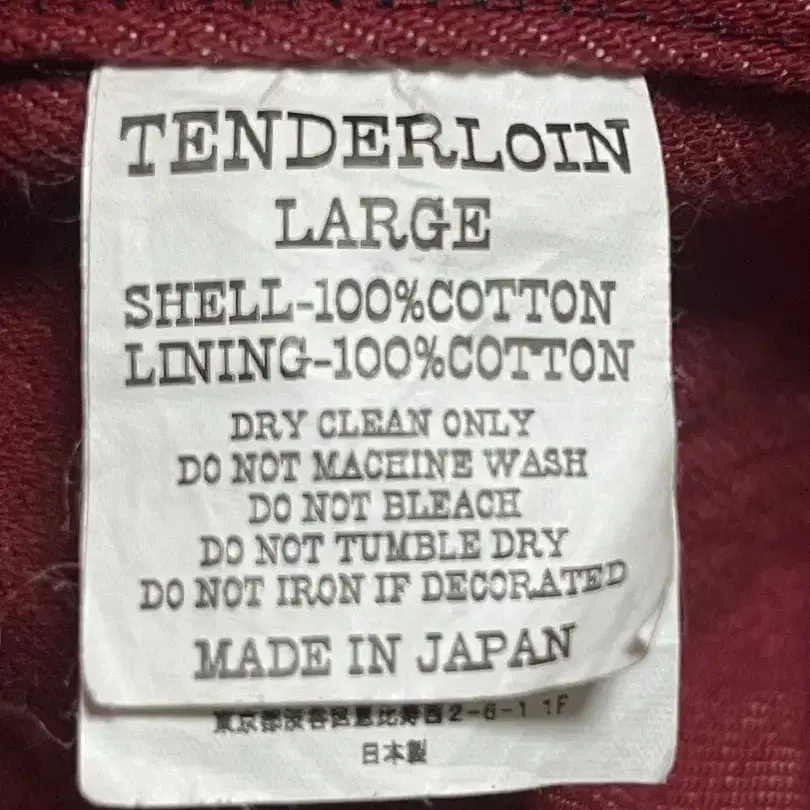 TENDERLOIN
LARGE
SHELL-100%COTTON
LINING-100%COTTON
DRY CLEAN ONLY
DO NOT MACHINE WASH
DO NOT BLEACH
DO NOT TUMBLE DRY
DO NOT IRON IF DECORATED
MADE IN JAPAN
東京都渋谷区恵比寿西2-6-1 1F
日本製